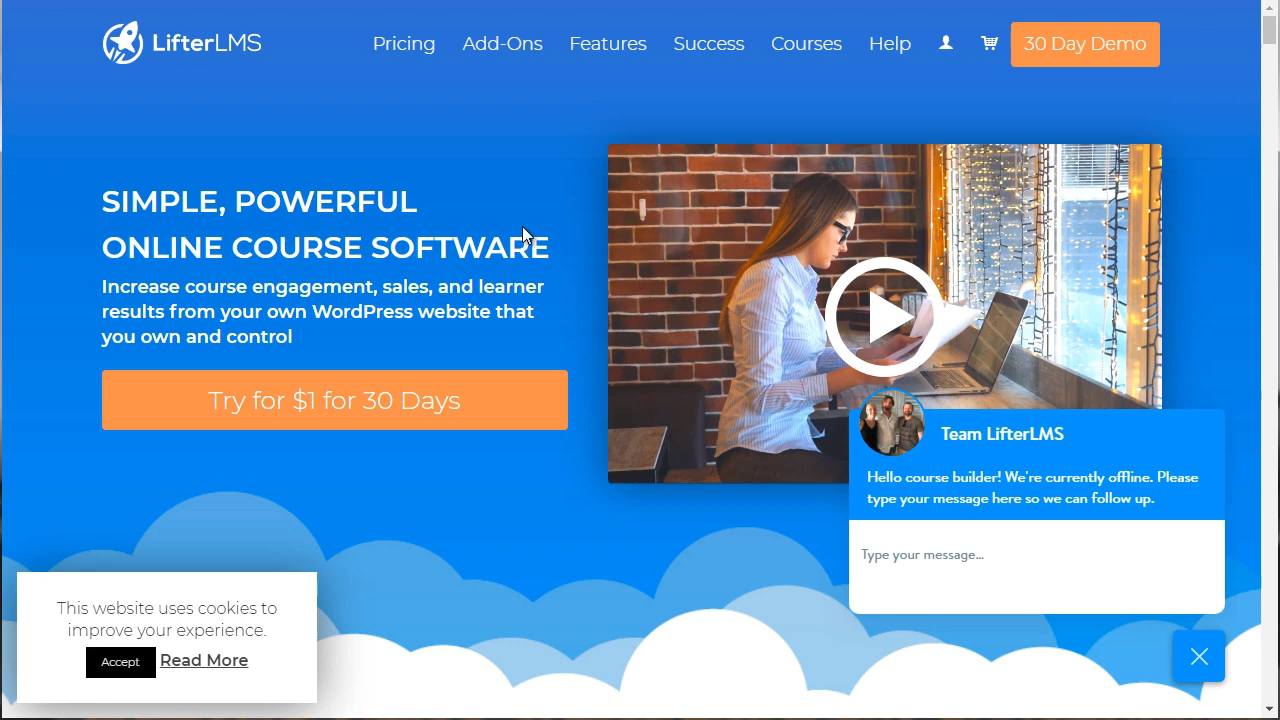 LifterLMS
Pricing Add-Ons Features Success Courses Help 30 Day Demo
SIMPLE, POWERFUL
ONLINE COURSE SOFTWARE
Increase course engagement, sales, and learner
results from your own WordPress website that
you own and control
Try for $1 for 30 Days
Team LifterLMS
Hello course builder! We're currently offline. Please
type your message here so we can follow up.
Type your message...
This website uses cookies to
improve your experience.
Accept Read More